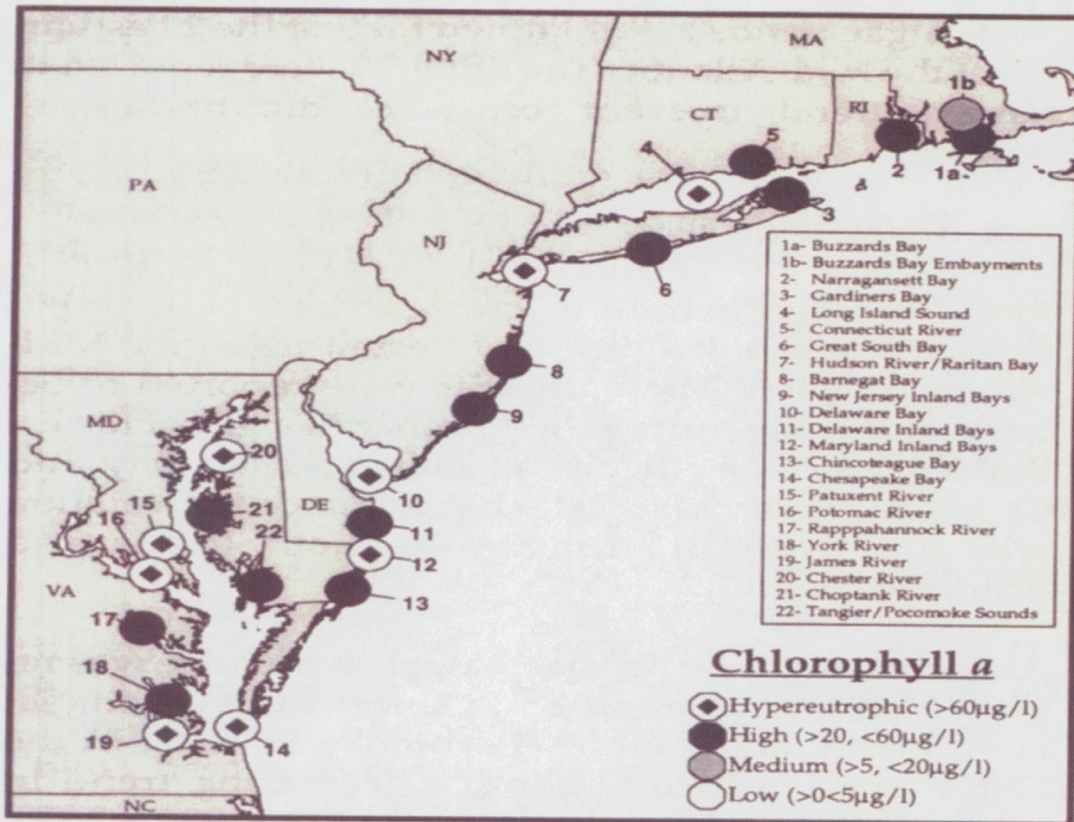 NY
MA
1b
RI
CT
5
4
2
1a-
PA
3
NJ
6
7
1a- Buzzards Bay
1b- Buzzards Bay Embayments
2- Narragansett Bay
3- Gardiners Bay
4- Long Island Sound
5- Connecticut River
6- Great South Bay
7- Hudson River/Raritan Bay
8- Barnegat Bay
9- New Jersey Inland Bays
10- Delaware Bay
11- Delaware Inland Bays
12- Maryland Inland Bays
13- Chincoteague Bay
14- Chesapeake Bay
15- Patuxent River
16- Potomac River
17- Rapppahannock River
18- York River
19- James River
20- Chester River
21- Choptank River
22- Tangier/Pocomoke Sounds
8
9
MD
20
10
DE
21
15
16
11
22
12
VA
13
17
18
19
14
NC
Chlorophyll a
Hypereutrophic (>60µg/l)
High (>20, <60µg/l)
Medium (>5, <20µg/l)
Low (>0<5µg/l)